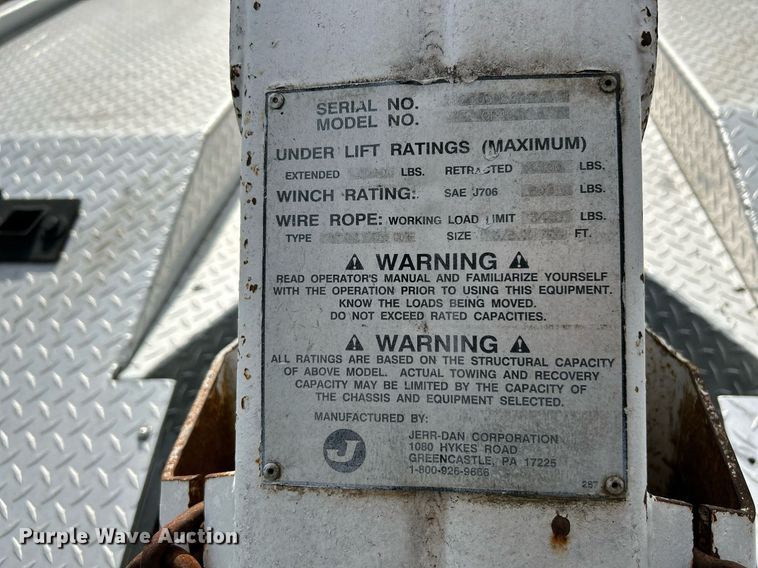 SERIAL NO.
MODEL NO.
UNDER LIFT RATINGS (MAXIMUM)
EXTENDED LBS. RETRACTED LBS.
WINCH RATING: SAE J706 LBS.
WIRE ROPE: WORKING LOAD LIMIT LBS.
TYPE SIZE FT.
⚠ WARNING ⚠
READ OPERATOR'S MANUAL AND FAMILIARIZE YOURSELF
WITH THE OPERATION PRIOR TO USING THIS EQUIPMENT.
KNOW THE LOADS BEING MOVED.
DO NOT EXCEED RATED CAPACITIES.
⚠ WARNING ⚠
ALL RATINGS ARE BASED ON THE STRUCTURAL CAPACITY
OF ABOVE MODEL. ACTUAL TOWING AND RECOVERY
CAPACITY MAY BE LIMITED BY THE CAPACITY OF
THE CHASSIS AND EQUIPMENT SELECTED.
MANUFACTURED BY:
J
JERR-DAN CORPORATION
1080 HYKES ROAD
GREENCASTLE, PA 17225
1-800-926-9666
287
Purple Wave Auction